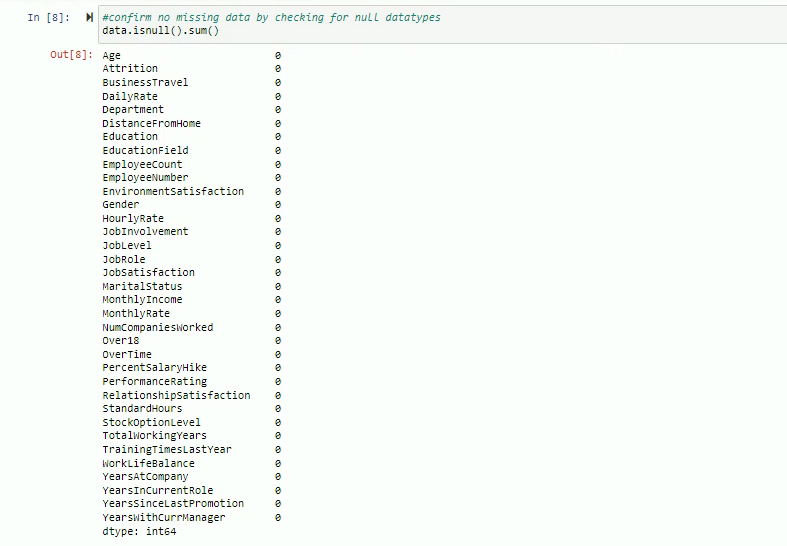 In [8]: #confirm no missing data by checking for null datatypes
data.isnull().sum()
Out[8]: Age 0
Attrition 0
BusinessTravel 0
DailyRate 0
Department 0
DistanceFromHome 0
Education 0
EducationField 0
EmployeeCount 0
EmployeeNumber 0
EnvironmentSatisfaction 0
Gender 0
HourlyRate 0
JobInvolvement 0
JobLevel 0
JobRole 0
JobSatisfaction 0
MaritalStatus 0
MonthlyIncome 0
MonthlyRate 0
NumCompaniesWorked 0
Over18 0
OverTime 0
PercentSalaryHike 0
PerformanceRating 0
RelationshipSatisfaction 0
StandardHours 0
StockOptionLevel 0
TotalWorkingYears 0
TrainingTimesLastYear 0
WorkLifeBalance 0
YearsAtCompany 0
YearsInCurrentRole 0
YearsSinceLastPromotion 0
YearsWithCurrManager 0
dtype: int64